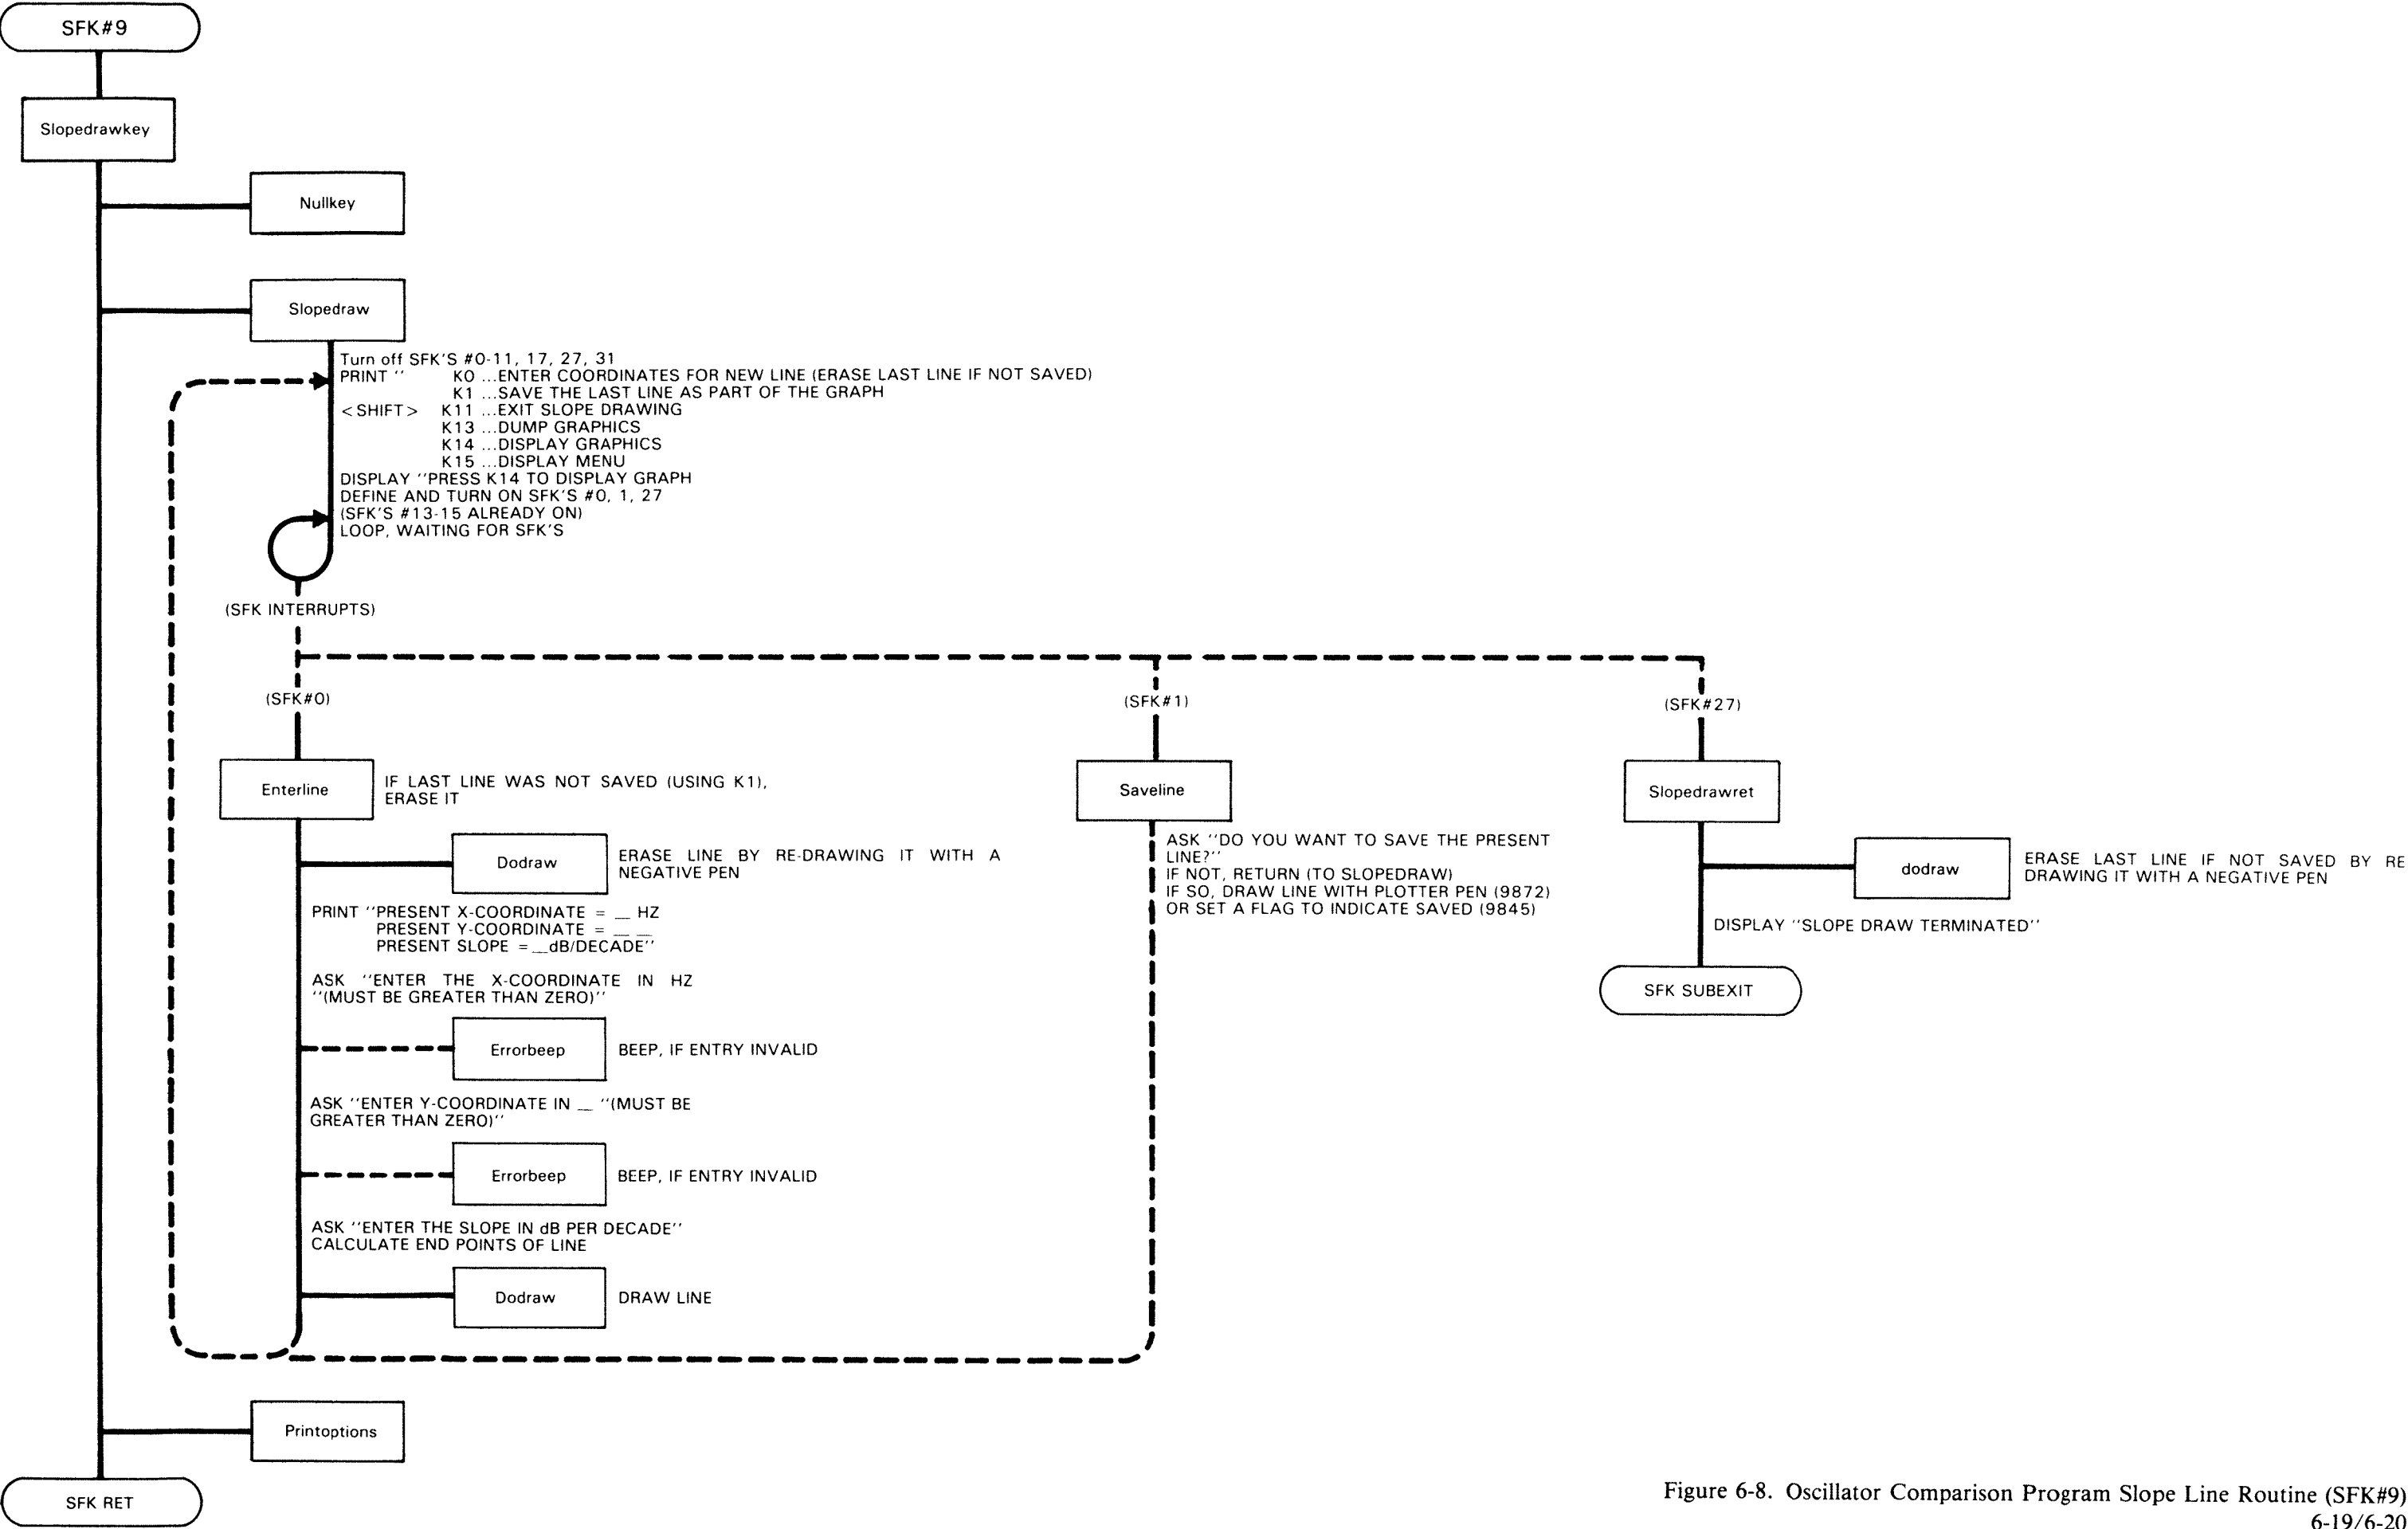 SFK#9
Slopedrawkey
Nullkey
Slopedraw
Turn off SFK'S #0-11, 17, 27, 31
PRINT '' K0 ...ENTER COORDINATES FOR NEW LINE (ERASE LAST LINE IF NOT SAVED)
K1 ...SAVE THE LAST LINE AS PART OF THE GRAPH
<SHIFT> K11 ...EXIT SLOPE DRAWING
K13 ...DUMP GRAPHICS
K14 ...DISPLAY GRAPHICS
K15 ...DISPLAY MENU
DISPLAY ''PRESS K14 TO DISPLAY GRAPH
DEFINE AND TURN ON SFK'S #0, 1, 27
(SFK'S #13-15 ALREADY ON)
LOOP, WAITING FOR SFK'S
(SFK INTERRUPTS)
(SFK#0)
Enterline
IF LAST LINE WAS NOT SAVED (USING K1),
ERASE IT
Dodraw
ERASE LINE BY RE-DRAWING IT WITH A
NEGATIVE PEN
PRINT ''PRESENT X-COORDINATE = __ HZ
PRESENT Y-COORDINATE = __ __
PRESENT SLOPE =__dB/DECADE''
ASK ''ENTER THE X-COORDINATE IN HZ
''(MUST BE GREATER THAN ZERO)''
Errorbeep
BEEP, IF ENTRY INVALID
ASK ''ENTER Y-COORDINATE IN __ ''(MUST BE
GREATER THAN ZERO)''
Errorbeep
BEEP, IF ENTRY INVALID
ASK ''ENTER THE SLOPE IN dB PER DECADE''
CALCULATE END POINTS OF LINE
Dodraw
DRAW LINE
(SFK#1)
Saveline
ASK ''DO YOU WANT TO SAVE THE PRESENT
LINE?''
IF NOT, RETURN (TO SLOPEDRAW)
IF SO, DRAW LINE WITH PLOTTER PEN (9872)
OR SET A FLAG TO INDICATE SAVED (9845)
(SFK#27)
Slopedrawret
dodraw
ERASE LAST LINE IF NOT SAVED BY RE
DRAWING IT WITH A NEGATIVE PEN
DISPLAY ''SLOPE DRAW TERMINATED''
SFK SUBEXIT
Printoptions
SFK RET
Figure 6-8. Oscillator Comparison Program Slope Line Routine (SFK#9)
6-19/6-20